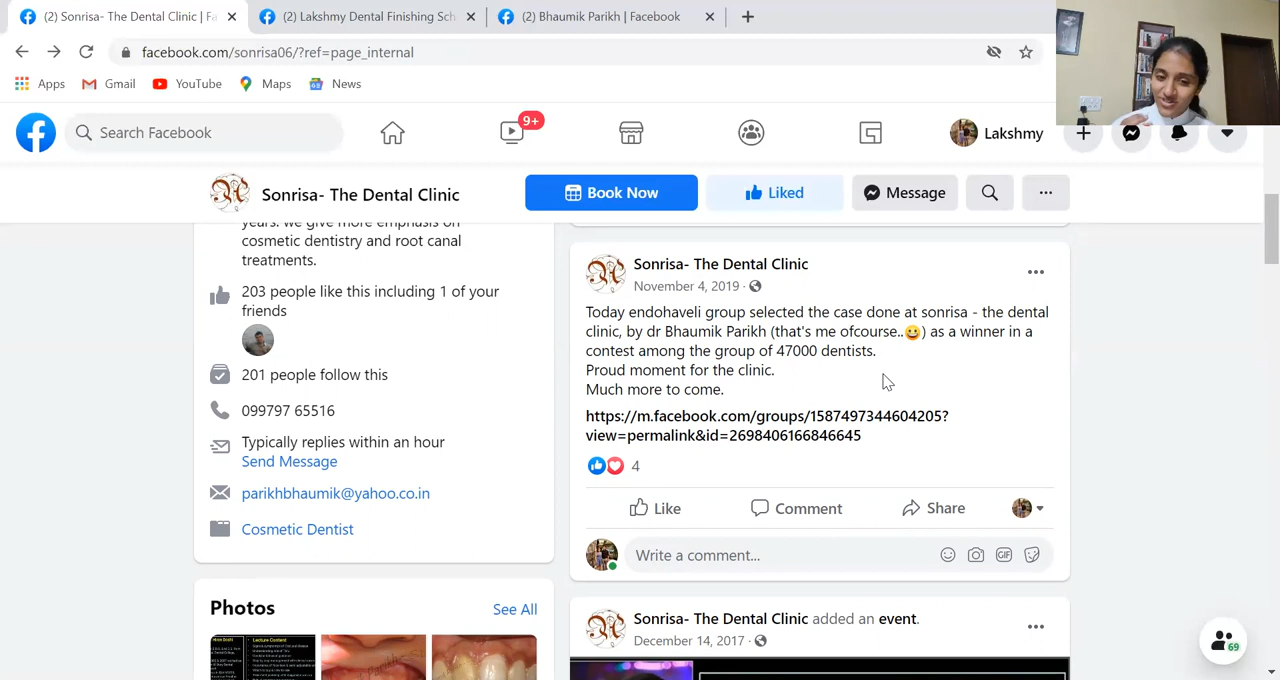 (2) Sonrisa- The Dental Clinic | Fa
(2) Lakshmy Dental Finishing Sch
(2) Bhaumik Parikh | Facebook
facebook.com/sonrisa06/?ref=page_internal
Apps
Gmail
YouTube
Maps
News
Search Facebook
9+
Lakshmy
Sonrisa- The Dental Clinic
Book Now
Liked
Message
years. we give more emphasis on
cosmetic dentistry and root canal
treatments.
203 people like this including 1 of your
friends
201 people follow this
099797 65516
Typically replies within an hour
Send Message
parikhbhaumik@yahoo.co.in
Cosmetic Dentist
Photos
See All
Sonrisa- The Dental Clinic
November 4, 2019 ·
Today endohaveli group selected the case done at sonrisa - the dental
clinic, by dr Bhaumik Parikh (that's me ofcourse..😀) as a winner in a
contest among the group of 47000 dentists.
Proud moment for the clinic.
Much more to come.
https://m.facebook.com/groups/1587497344604205?
view=permalink&id=2698406166846645
4
Like
Comment
Share
Write a comment...
GIF
Sonrisa- The Dental Clinic added an event.
December 14, 2017 ·
69